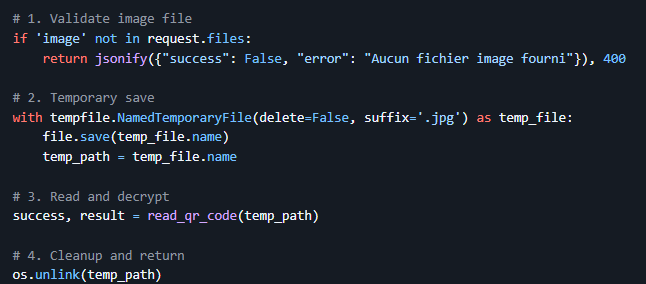 # 1. Validate image file
if 'image' not in request.files:
    return jsonify({"success": False, "error": "Aucun fichier image fourni"}), 400
# 2. Temporary save
with tempfile.NamedTemporaryFile(delete=False, suffix='.jpg') as temp_file:
    file.save(temp_file.name)
    temp_path = temp_file.name
# 3. Read and decrypt
success, result = read_qr_code(temp_path)
# 4. Cleanup and return
os.unlink(temp_path)